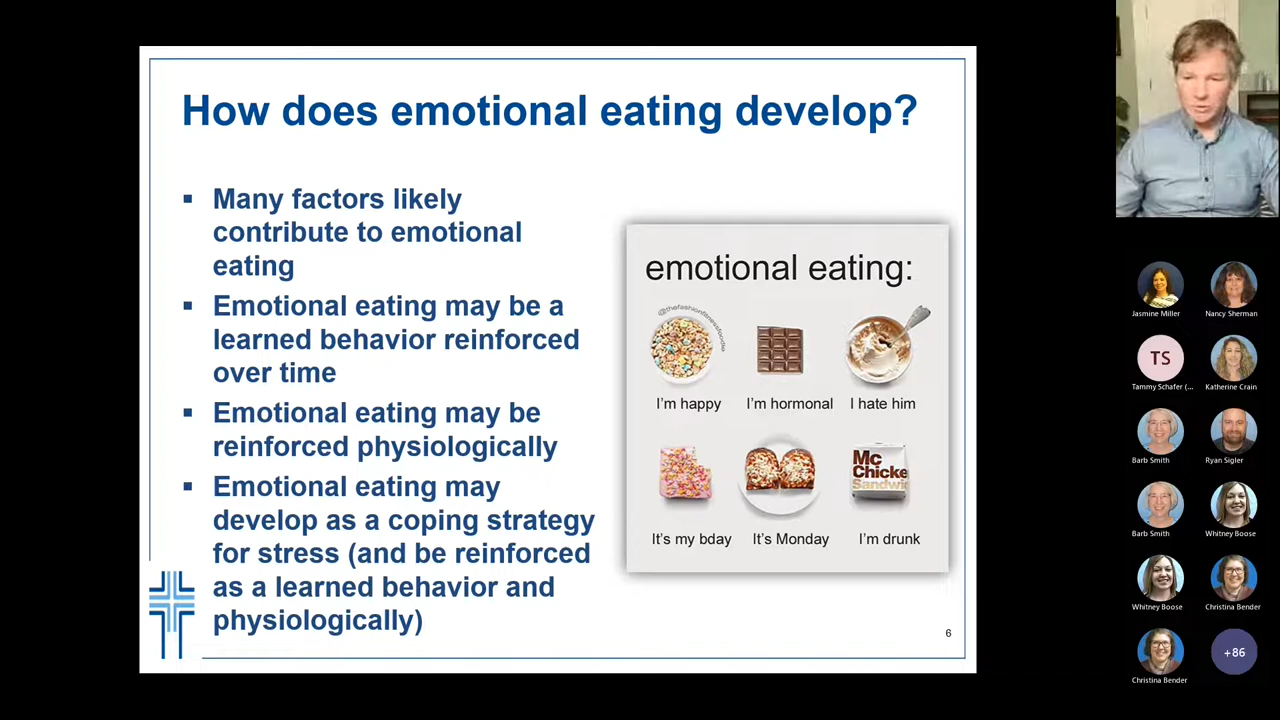 How does emotional eating develop?
▪ Many factors likely
contribute to emotional
eating
▪ Emotional eating may be a
learned behavior reinforced
over time
▪ Emotional eating may be
reinforced physiologically
▪ Emotional eating may
develop as a coping strategy
for stress (and be reinforced
as a learned behavior and
physiologically)
emotional eating:
@thefashionfitnessfoodie
I'm happy
I'm hormonal
I hate him
Mc
Chicke
Sandwi
It's my bday
It's Monday
I'm drunk
6
Jasmine Miller
Nancy Sherman
TS
Tammy Schafer (...
Katherine Crain
Barb Smith
Ryan Sigler
Barb Smith
Whitney Boose
Whitney Boose
Christina Bender
Christina Bender
+86